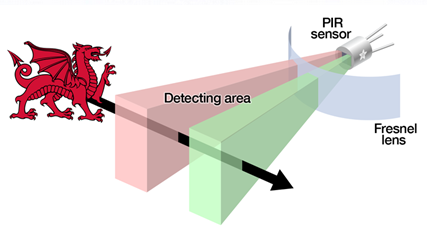 PIR
sensor
Detecting area
Fresnel
lens